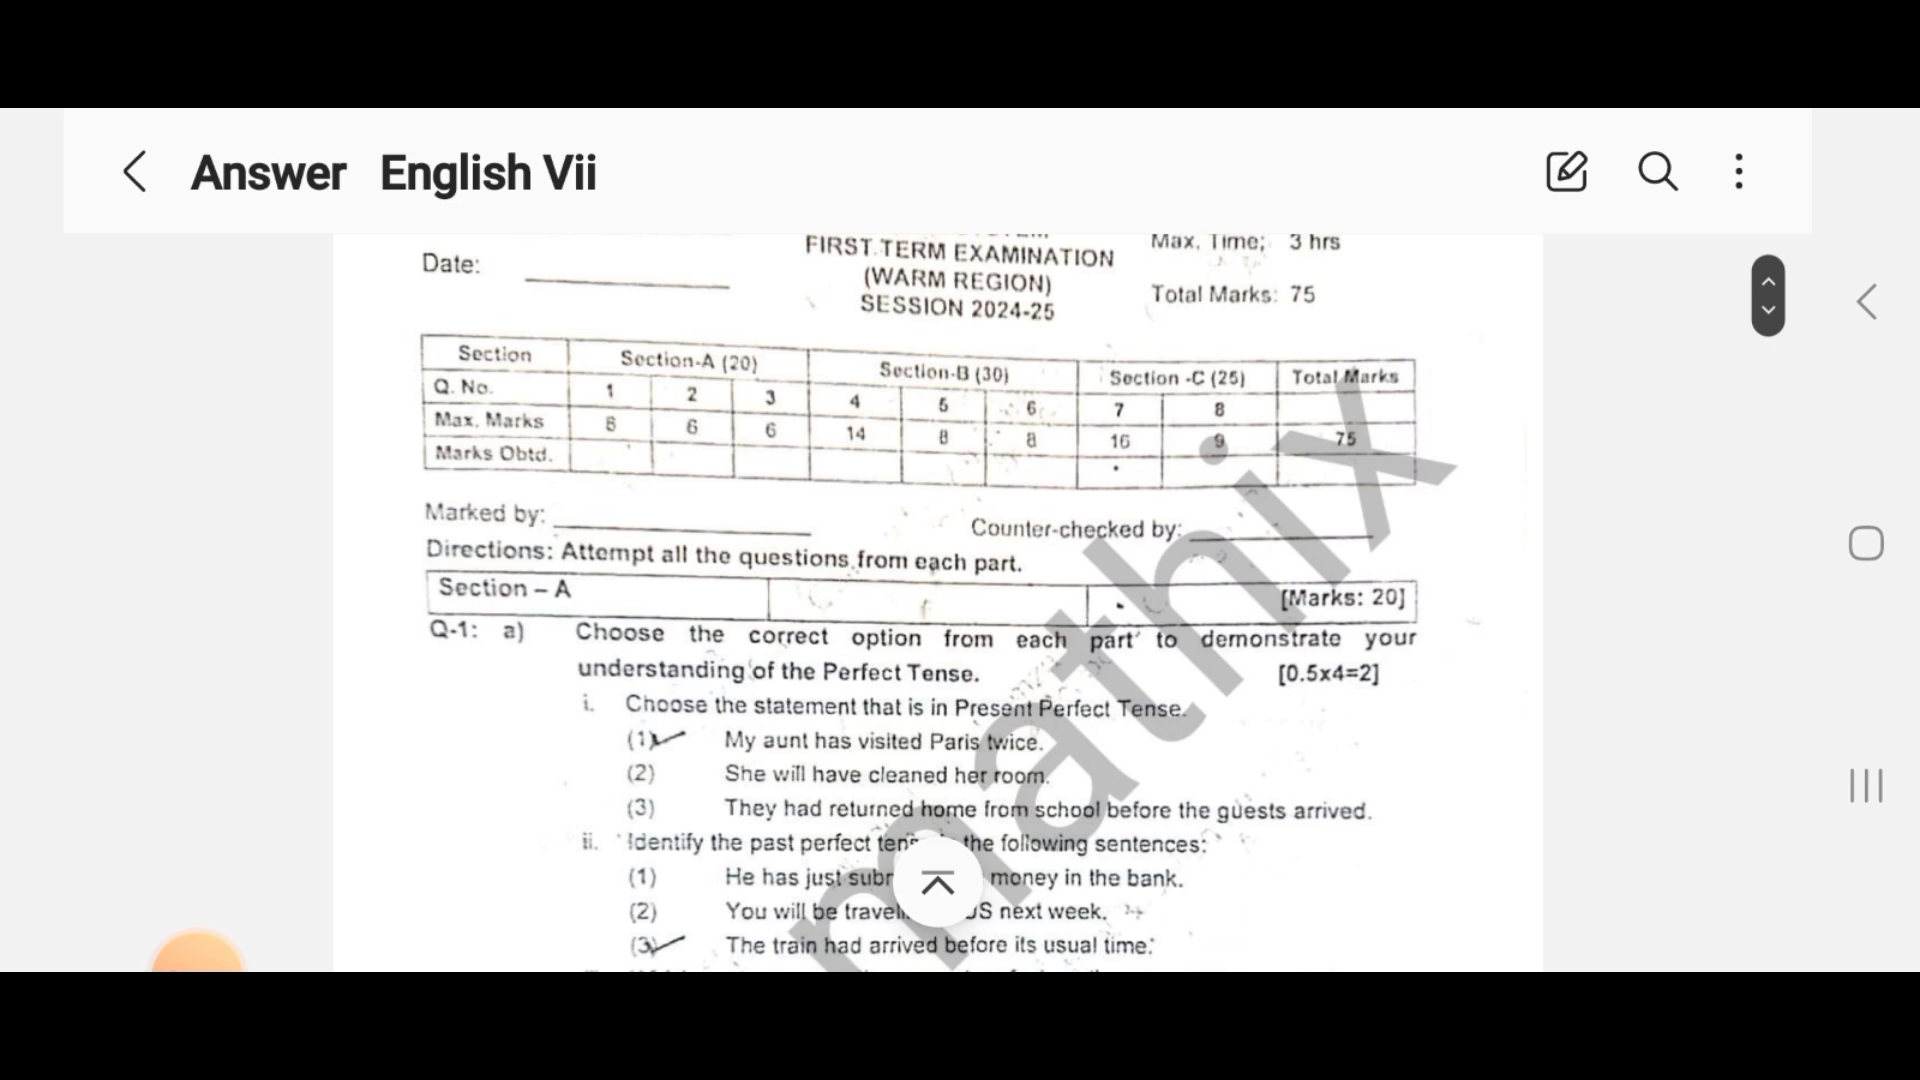 Answer English Vii
FIRST TERM EXAMINATION
Max. Time; 3 hrs
Date:
(WARM REGION)
Total Marks: 75
SESSION 2024-25
Section Section-A (20) Section-B (30) Section -C (25) Total Marks
Q. No. 1 2 3 4 5 6 7 8
Max. Marks 8 6 6 14 8 8 16 9 75
Marks Obtd.
Marked by: Counter-checked by:
Directions: Attempt all the questions from each part.
Section – A [Marks: 20]
Q-1: a) Choose the correct option from each part to demonstrate your
understanding of the Perfect Tense. [0.5x4=2]
i. Choose the statement that is in Present Perfect Tense.
(1) My aunt has visited Paris twice.
(2) She will have cleaned her room.
(3) They had returned home from school before the guests arrived.
ii. Identify the past perfect the following sentences:
(1) He has just money in the bank.
(2) You will be next week.
(3) The train had arrived before its usual time.
mathix